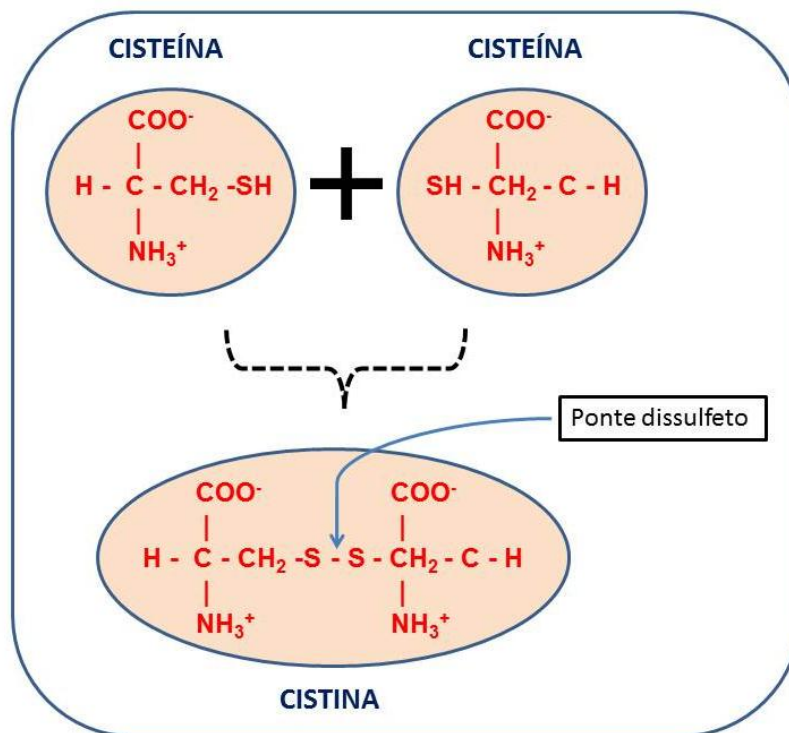 CISTEÍNA CISTEÍNA
COO- COO-
| |
H - C - CH2 -SH + SH - CH2 - C - H
| |
NH3+ NH3+
Ponte dissulfeto
COO- COO-
| |
H - C - CH2 -S - S - CH2 - C - H
| |
NH3+ NH3+
CISTINA